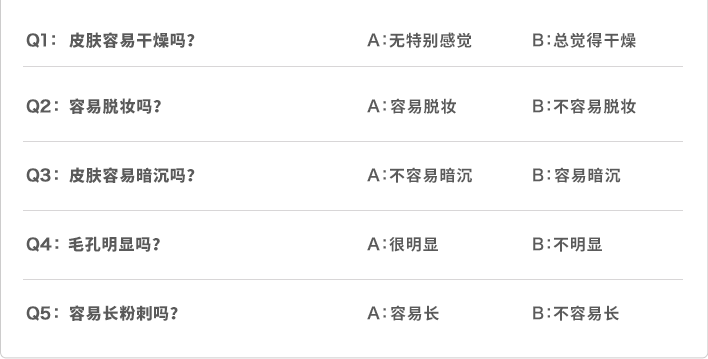 Q1： 皮肤容易干燥吗? A:无特别感觉 B:总觉得干燥
Q2： 容易脱妆吗? A:容易脱妆 B:不容易脱妆
Q3： 皮肤容易暗沉吗? A:不容易暗沉 B:容易暗沉
Q4： 毛孔明显吗? A:很明显 B:不明显
Q5： 容易长粉刺吗? A:容易长 B:不容易长